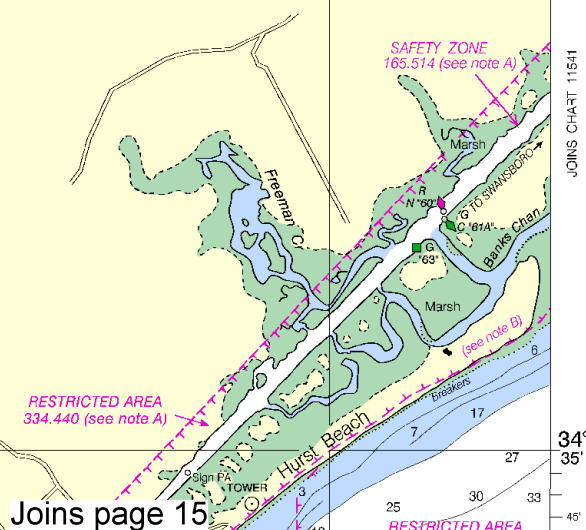 SAFETY ZONE
165.514 (see note A)
JOINS CHART 11541
Marsh
TO SWANSBORO
R
N "60"
G
C "61A"
Freeman Cr
G
"63"
Banks Chan
Marsh
(see note B)
6
Breakers
RESTRICTED AREA
334.440 (see note A)
17
7
Hurst Beach
34°
35'
27
Sign PA
TOWER
3
30
33
25
45"
Joins page 15
RESTRICTED AREA